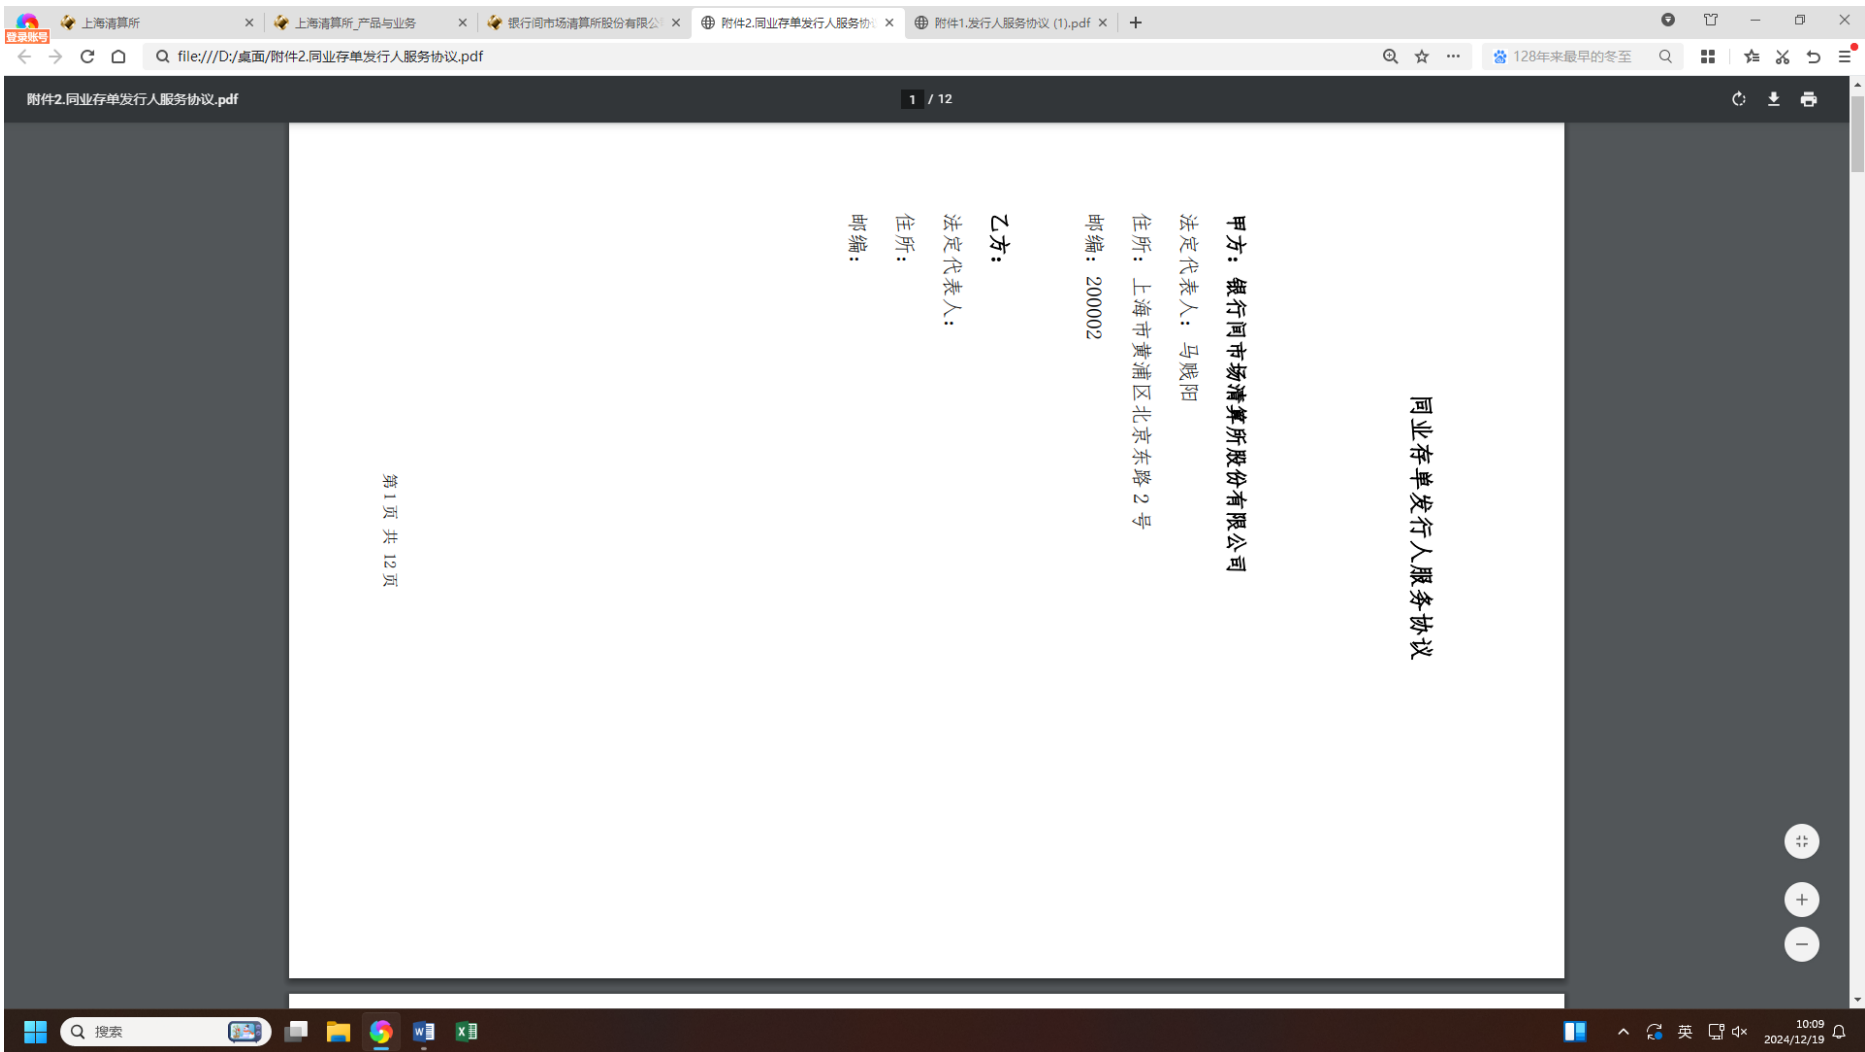 上海清算所
上海清算所_产品与业务
银行间市场清算所股份有限公
附件2.同业存单发行人服务协
附件1.发行人服务协议 (1).pdf
登录账号
file:///D:/桌面/附件2.同业存单发行人服务协议.pdf
128年来最早的冬至
附件2.同业存单发行人服务协议.pdf
1 / 12
同业存单发行人服务协议
甲方：银行间市场清算所股份有限公司
法定代表人：马贱阳
住所：上海市黄浦区北京东路 2 号
邮编：200002
乙方：
法定代表人：
住所：
邮编：
第 1 页 共 12 页
搜索
英
10:09
2024/12/19